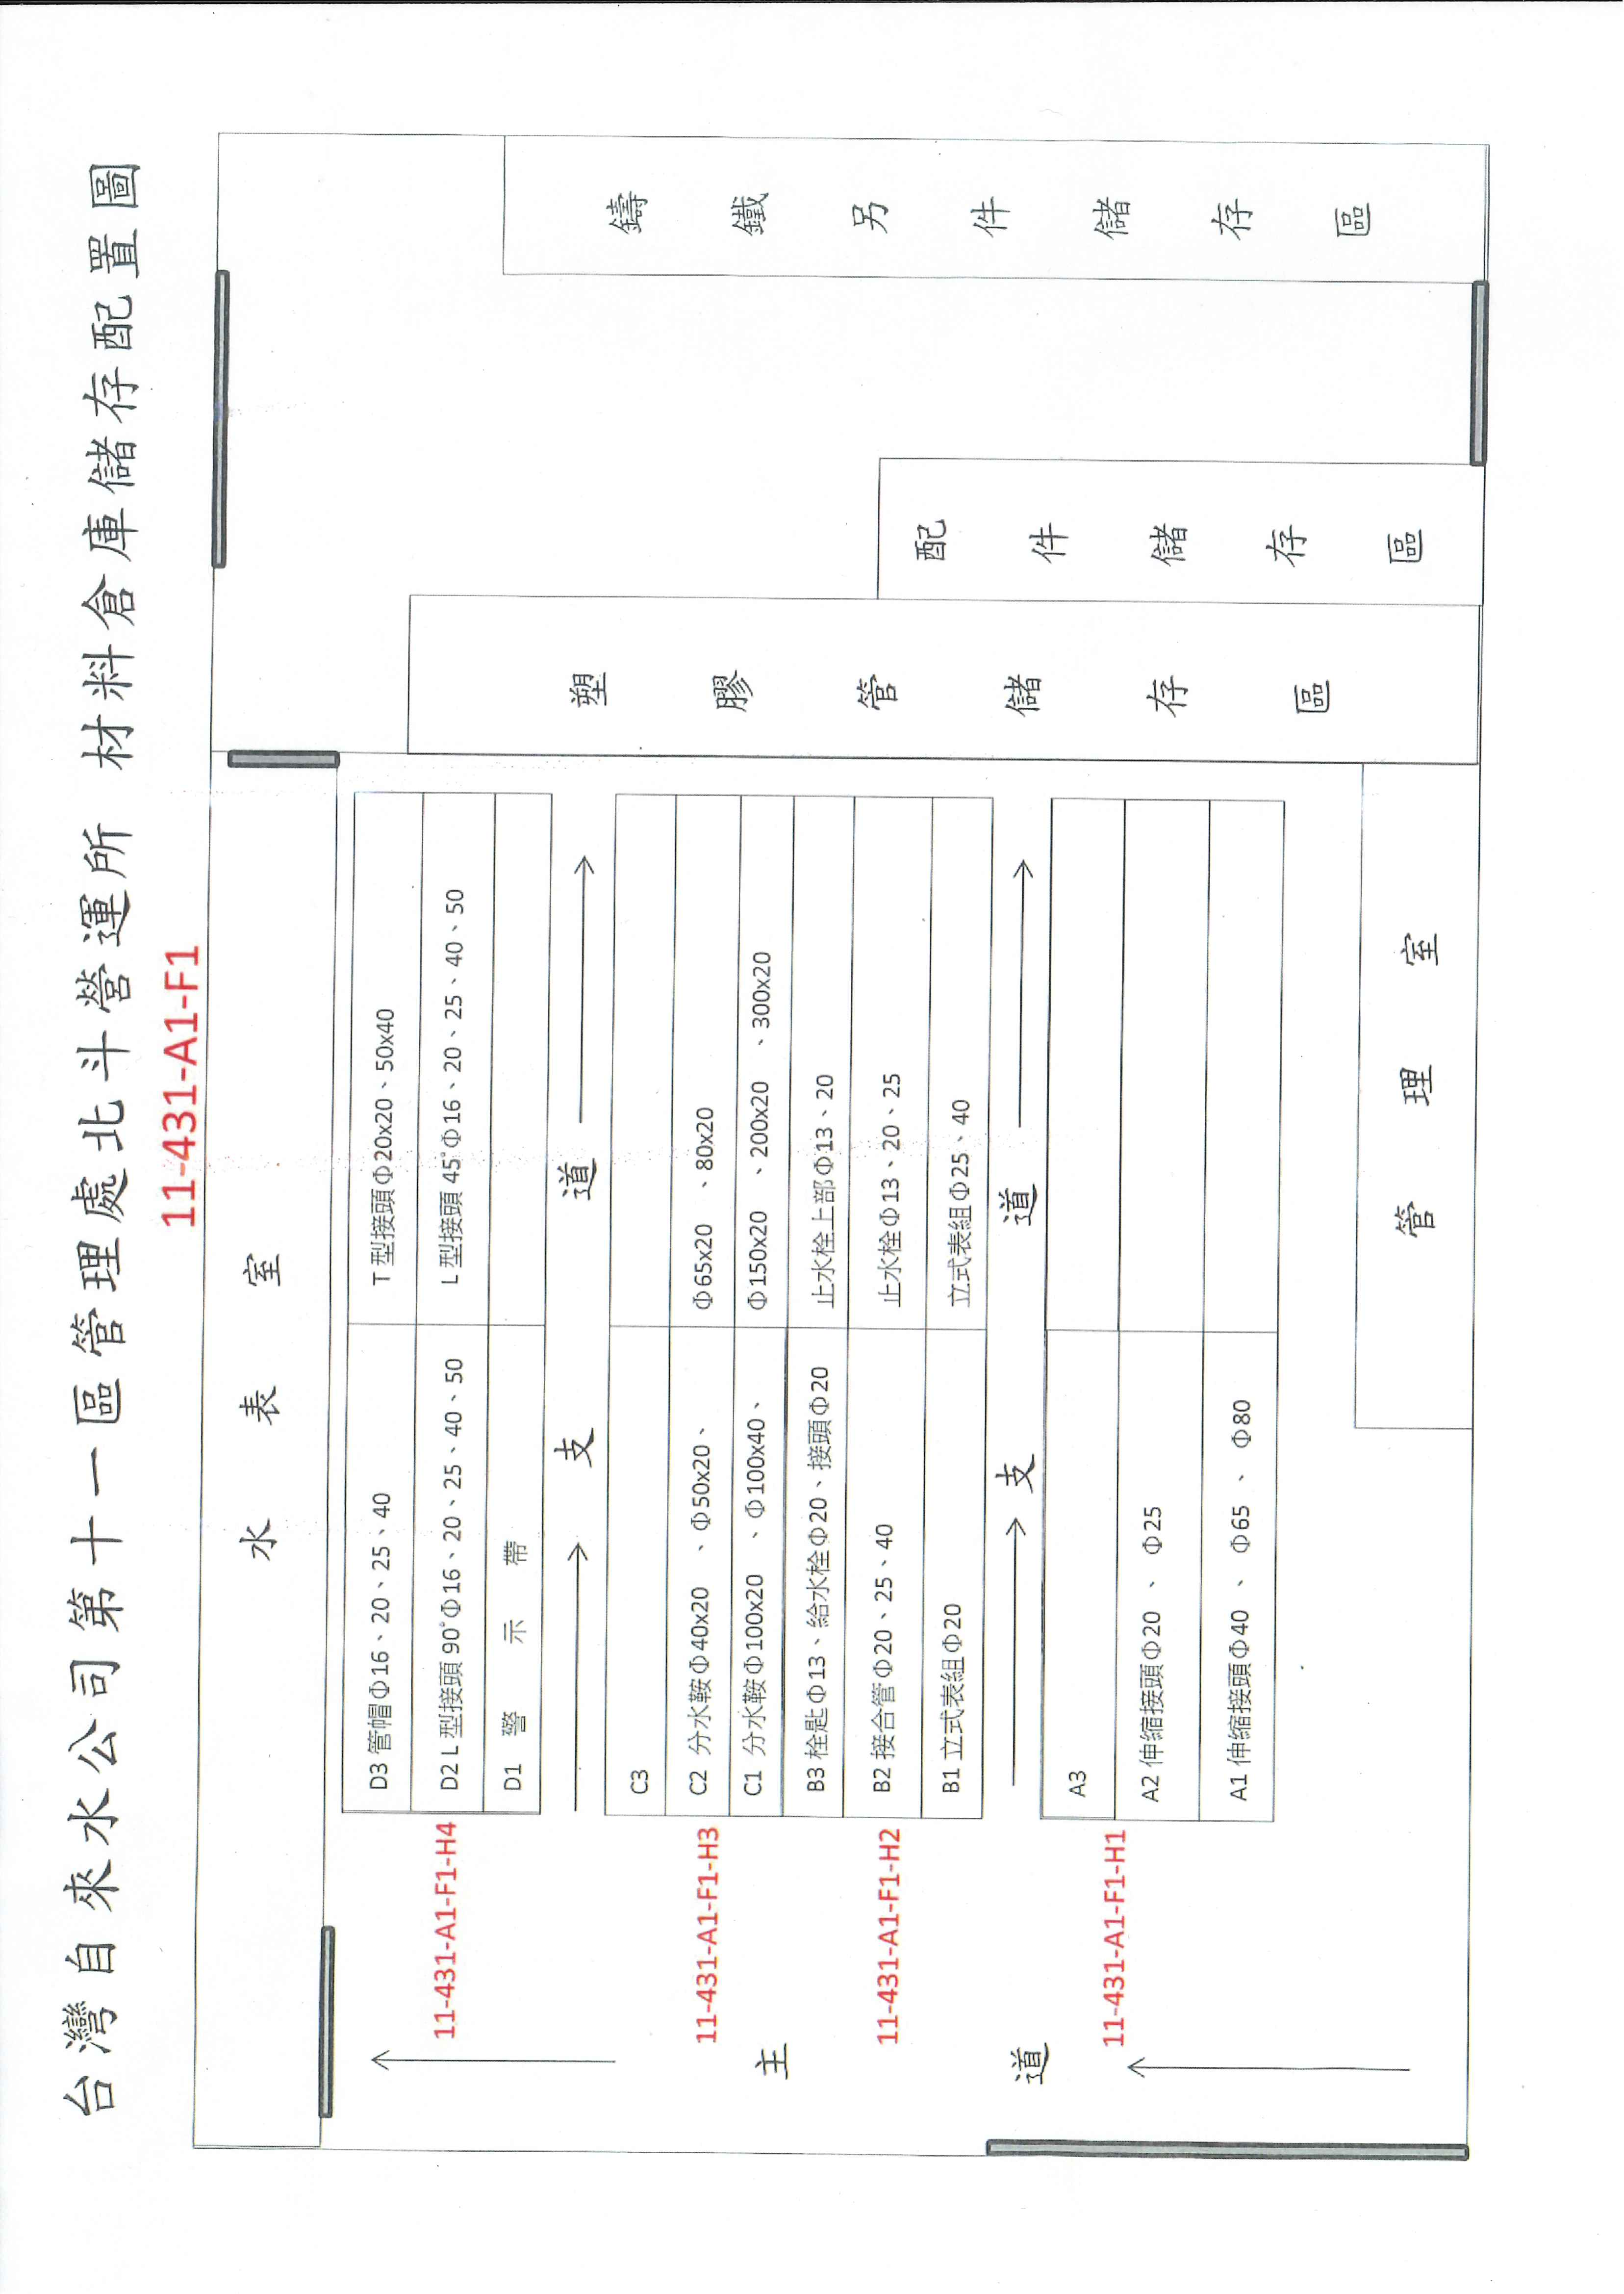 台灣自來水公司第十一區管理處北斗營運所 材料倉庫儲存配置圖
11-431-A1-F1
水表室
D3 管帽Φ16、20、25、40
T 型接頭Φ20x20、50x40
D2 L 型接頭 90°Φ16、20、25、40、50
L 型接頭 45°Φ16、20、25、40、50
D1 警示帶
11-431-A1-F1-H4
支道
C3
C2 分水鞍Φ40x20 、Φ50x20、
Φ65x20 、80x20
C1 分水鞍Φ100x20 、Φ100x40、
Φ150x20 、200x20 、300x20
11-431-A1-F1-H3
B3 栓匙Φ13、給水栓Φ20、接頭Φ20
止水栓上部Φ13、20
B2 接合管Φ20、25、40
止水栓Φ13、20、25
B1 立式表組Φ20
立式表組Φ25、40
11-431-A1-F1-H2
支道
A3
A2 伸縮接頭Φ20 、 Φ25
A1 伸縮接頭Φ40 、 Φ65 、 Φ80
11-431-A1-F1-H1
主道
管理室
塑膠管儲存區
配件儲存區
鑄鐵另件儲存區